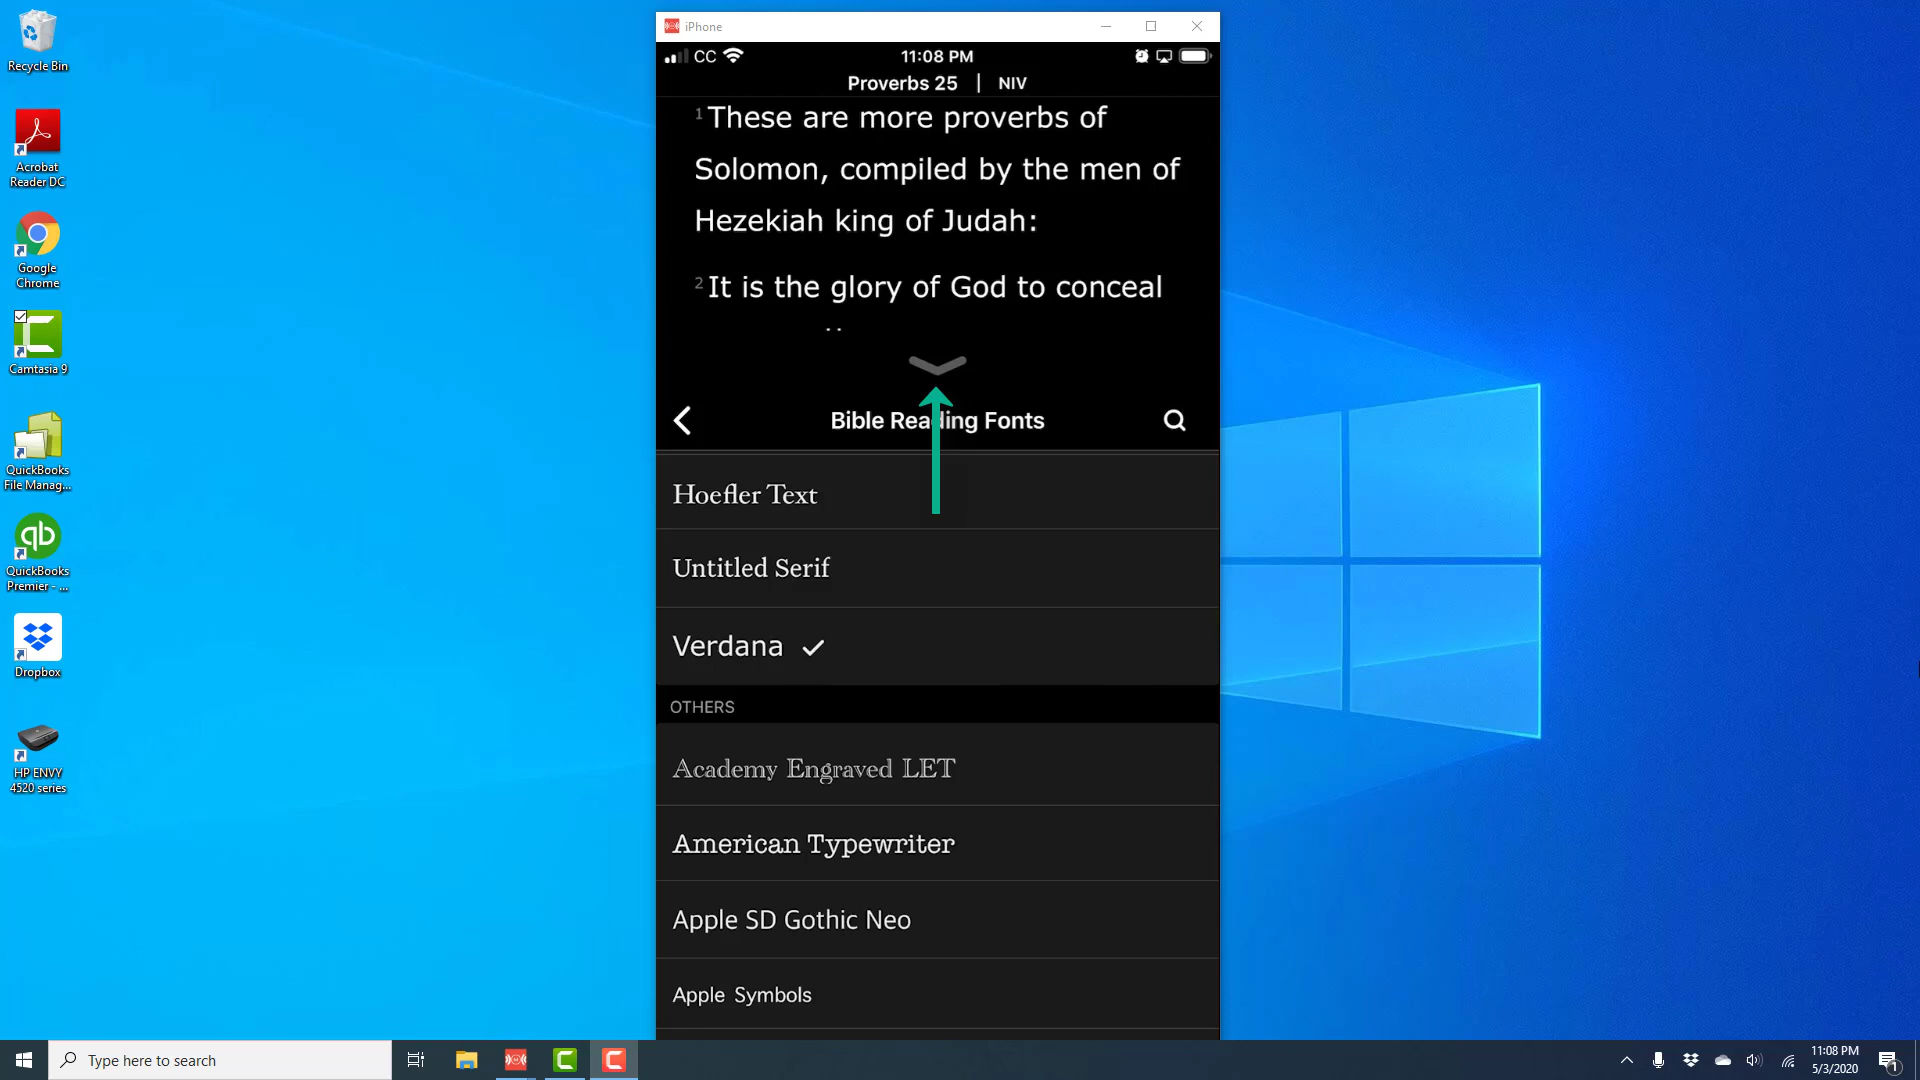 Recycle Bin
Acrobat
Reader DC
Google
Chrome
Camtasia 9
QuickBooks
File Manag...
QuickBooks
Premier - ...
Dropbox
HP ENVY
4520 series
iPhone
CC
11:08 PM
Proverbs 25 | NIV
1 These are more proverbs of
Solomon, compiled by the men of
Hezekiah king of Judah:
2 It is the glory of God to conceal
Bible Reading Fonts
Hoefler Text
Untitled Serif
Verdana
OTHERS
Academy Engraved LET
American Typewriter
Apple SD Gothic Neo
Apple Symbols
Type here to search
11:08 PM
5/3/2020
1